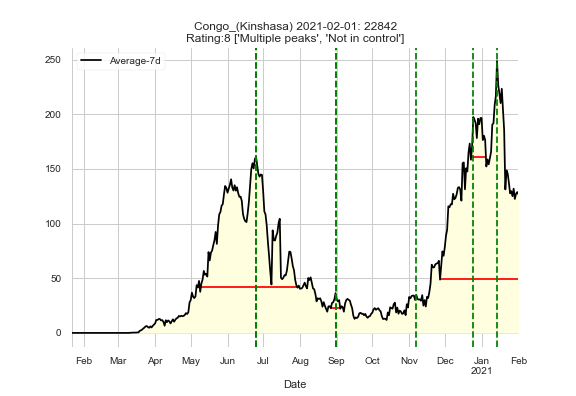 Congo_(Kinshasa) 2021-02-01: 22842
Rating:8 ['Multiple peaks', 'Not in control']
Average-7d
250
200
150
100
50
0
Feb Mar Apr May Jun Jul Aug Sep Oct Nov Dec Jan Feb
2021
Date